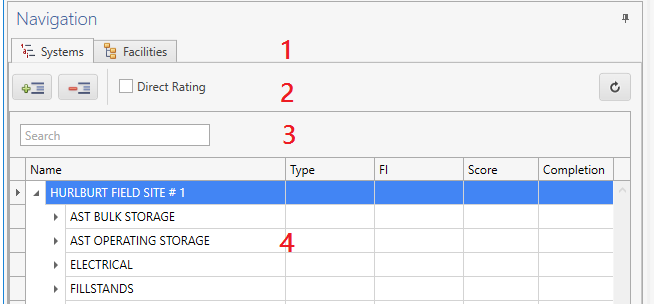 Navigation
Systems Facilities 1
Direct Rating 2
Search 3
Name Type FI Score Completion
HURLBURT FIELD SITE # 1
AST BULK STORAGE
AST OPERATING STORAGE 4
ELECTRICAL
FILLSTANDS